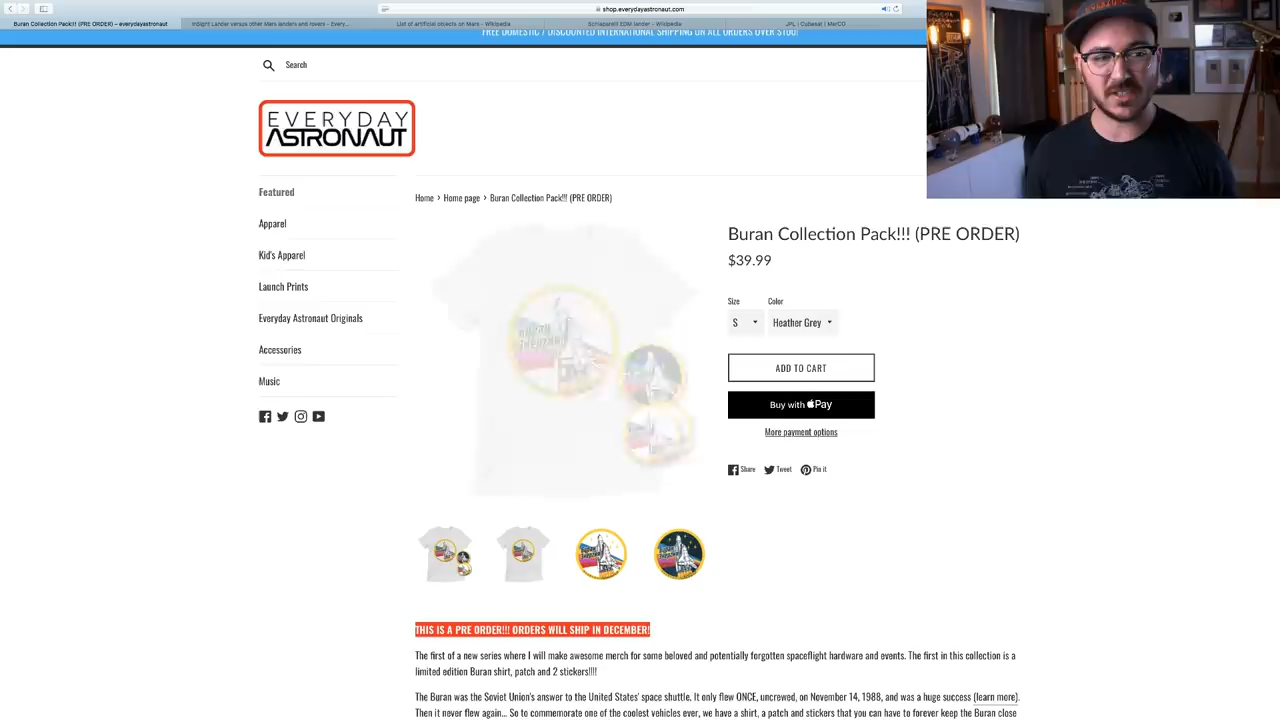 shop.everydayastronaut.com
Buran Collection Pack!!! (PRE ORDER) – everydayastronaut
InSight Lander versus other Mars landers and rovers - Every...
List of artificial objects on Mars - Wikipedia
Schiaparelli EDM lander - Wikipedia
JPL | Cubesat | MarCO
FREE DOMESTIC / DISCOUNTED INTERNATIONAL SHIPPING ON ALL ORDERS OVER $100!
Search
EVERYDAY
ASTRONAUT
Featured
Apparel
Kid's Apparel
Launch Prints
Everyday Astronaut Originals
Accessories
Music
Home › Home page › Buran Collection Pack!!! (PRE ORDER)
Buran Collection Pack!!! (PRE ORDER)
$39.99
Size
Color
S
Heather Grey
ADD TO CART
Buy with Pay
More payment options
Share
Tweet
Pin it
THIS IS A PRE ORDER!!! ORDERS WILL SHIP IN DECEMBER!
The first of a new series where I will make awesome merch for some beloved and potentially forgotten spaceflight hardware and events. The first in this collection is a
limited edition Buran shirt, patch and 2 stickers!!!!
The Buran was the Soviet Union's answer to the United States' space shuttle. It only flew ONCE, uncrewed, on November 14, 1988, and was a huge success (learn more).
Then it never flew again... So to commemorate one of the coolest vehicles ever, we have a shirt, a patch and stickers that you can have to forever keep the Buran close